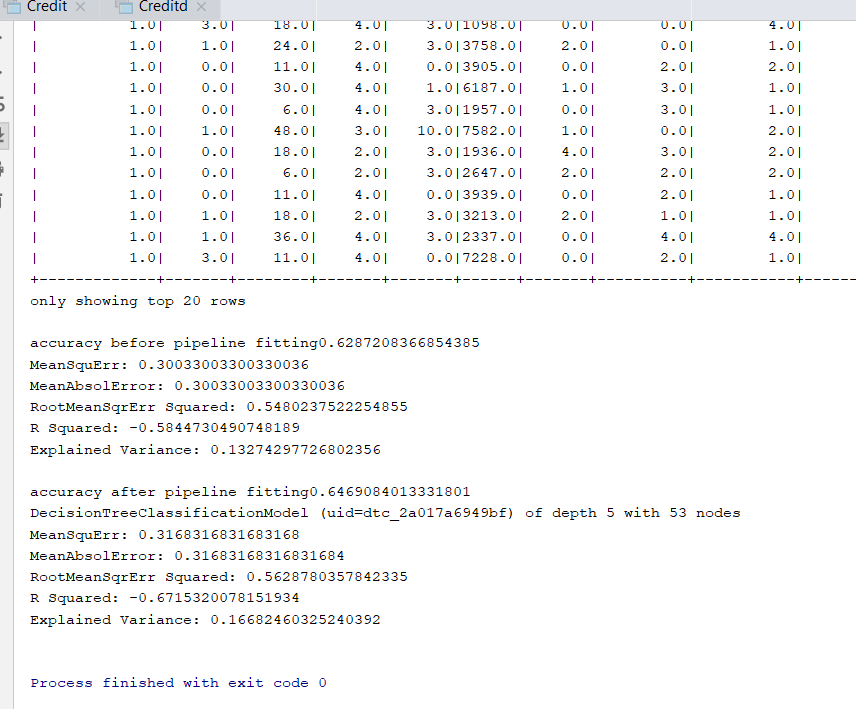 Credit × Creditd ×
| 1.0| 3.0| 18.0| 4.0| 3.0|1098.0| 0.0| 0.0| 4.0|
| 1.0| 1.0| 24.0| 2.0| 3.0|3758.0| 2.0| 0.0| 1.0|
| 1.0| 0.0| 11.0| 4.0| 0.0|3905.0| 0.0| 2.0| 2.0|
| 1.0| 0.0| 30.0| 4.0| 1.0|6187.0| 1.0| 3.0| 1.0|
| 1.0| 0.0| 6.0| 4.0| 3.0|1957.0| 0.0| 3.0| 1.0|
| 1.0| 1.0| 48.0| 3.0| 10.0|7582.0| 1.0| 0.0| 2.0|
| 1.0| 0.0| 18.0| 2.0| 3.0|1936.0| 4.0| 3.0| 2.0|
| 1.0| 0.0| 6.0| 2.0| 3.0|2647.0| 2.0| 2.0| 2.0|
| 1.0| 0.0| 11.0| 4.0| 0.0|3939.0| 0.0| 2.0| 1.0|
| 1.0| 1.0| 18.0| 2.0| 3.0|3213.0| 2.0| 1.0| 1.0|
| 1.0| 1.0| 36.0| 4.0| 3.0|2337.0| 0.0| 4.0| 4.0|
| 1.0| 3.0| 11.0| 4.0| 0.0|7228.0| 0.0| 2.0| 1.0|
+-------------+-------+--------+-------+-------+------+-------+----------+-----------+------
only showing top 20 rows
accuracy before pipeline fitting0.6287208366854385
MeanSquErr: 0.30033003300330036
MeanAbsolError: 0.30033003300330036
RootMeanSqrErr Squared: 0.5480237522254855
R Squared: -0.5844730490748189
Explained Variance: 0.13274297726802356
accuracy after pipeline fitting0.6469084013331801
DecisionTreeClassificationModel (uid=dtc_2a017a6949bf) of depth 5 with 53 nodes
MeanSquErr: 0.3168316831683168
MeanAbsolError: 0.31683168316831684
RootMeanSqrErr Squared: 0.5628780357842335
R Squared: -0.6715320078151934
Explained Variance: 0.16682460325240392
Process finished with exit code 0